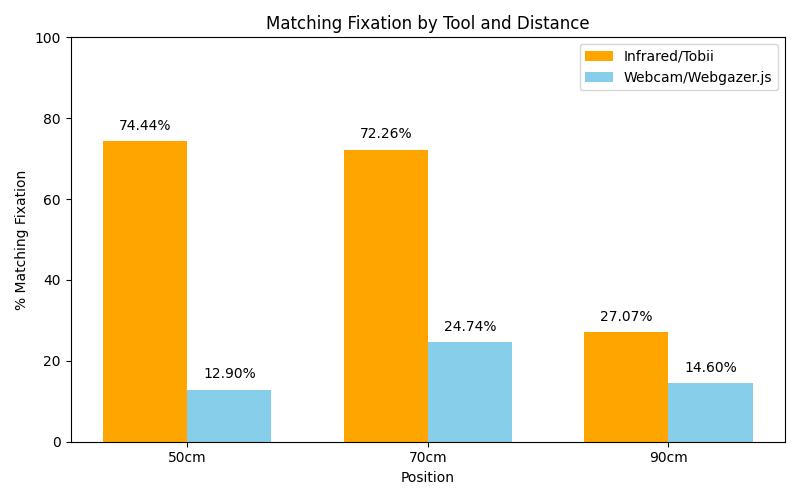 Matching Fixation by Tool and Distance
Infrared/Tobii
Webcam/Webgazer.js
% Matching Fixation
100
80
60
40
20
0
74.44%
12.90%
72.26%
24.74%
27.07%
14.60%
50cm
70cm
90cm
Position